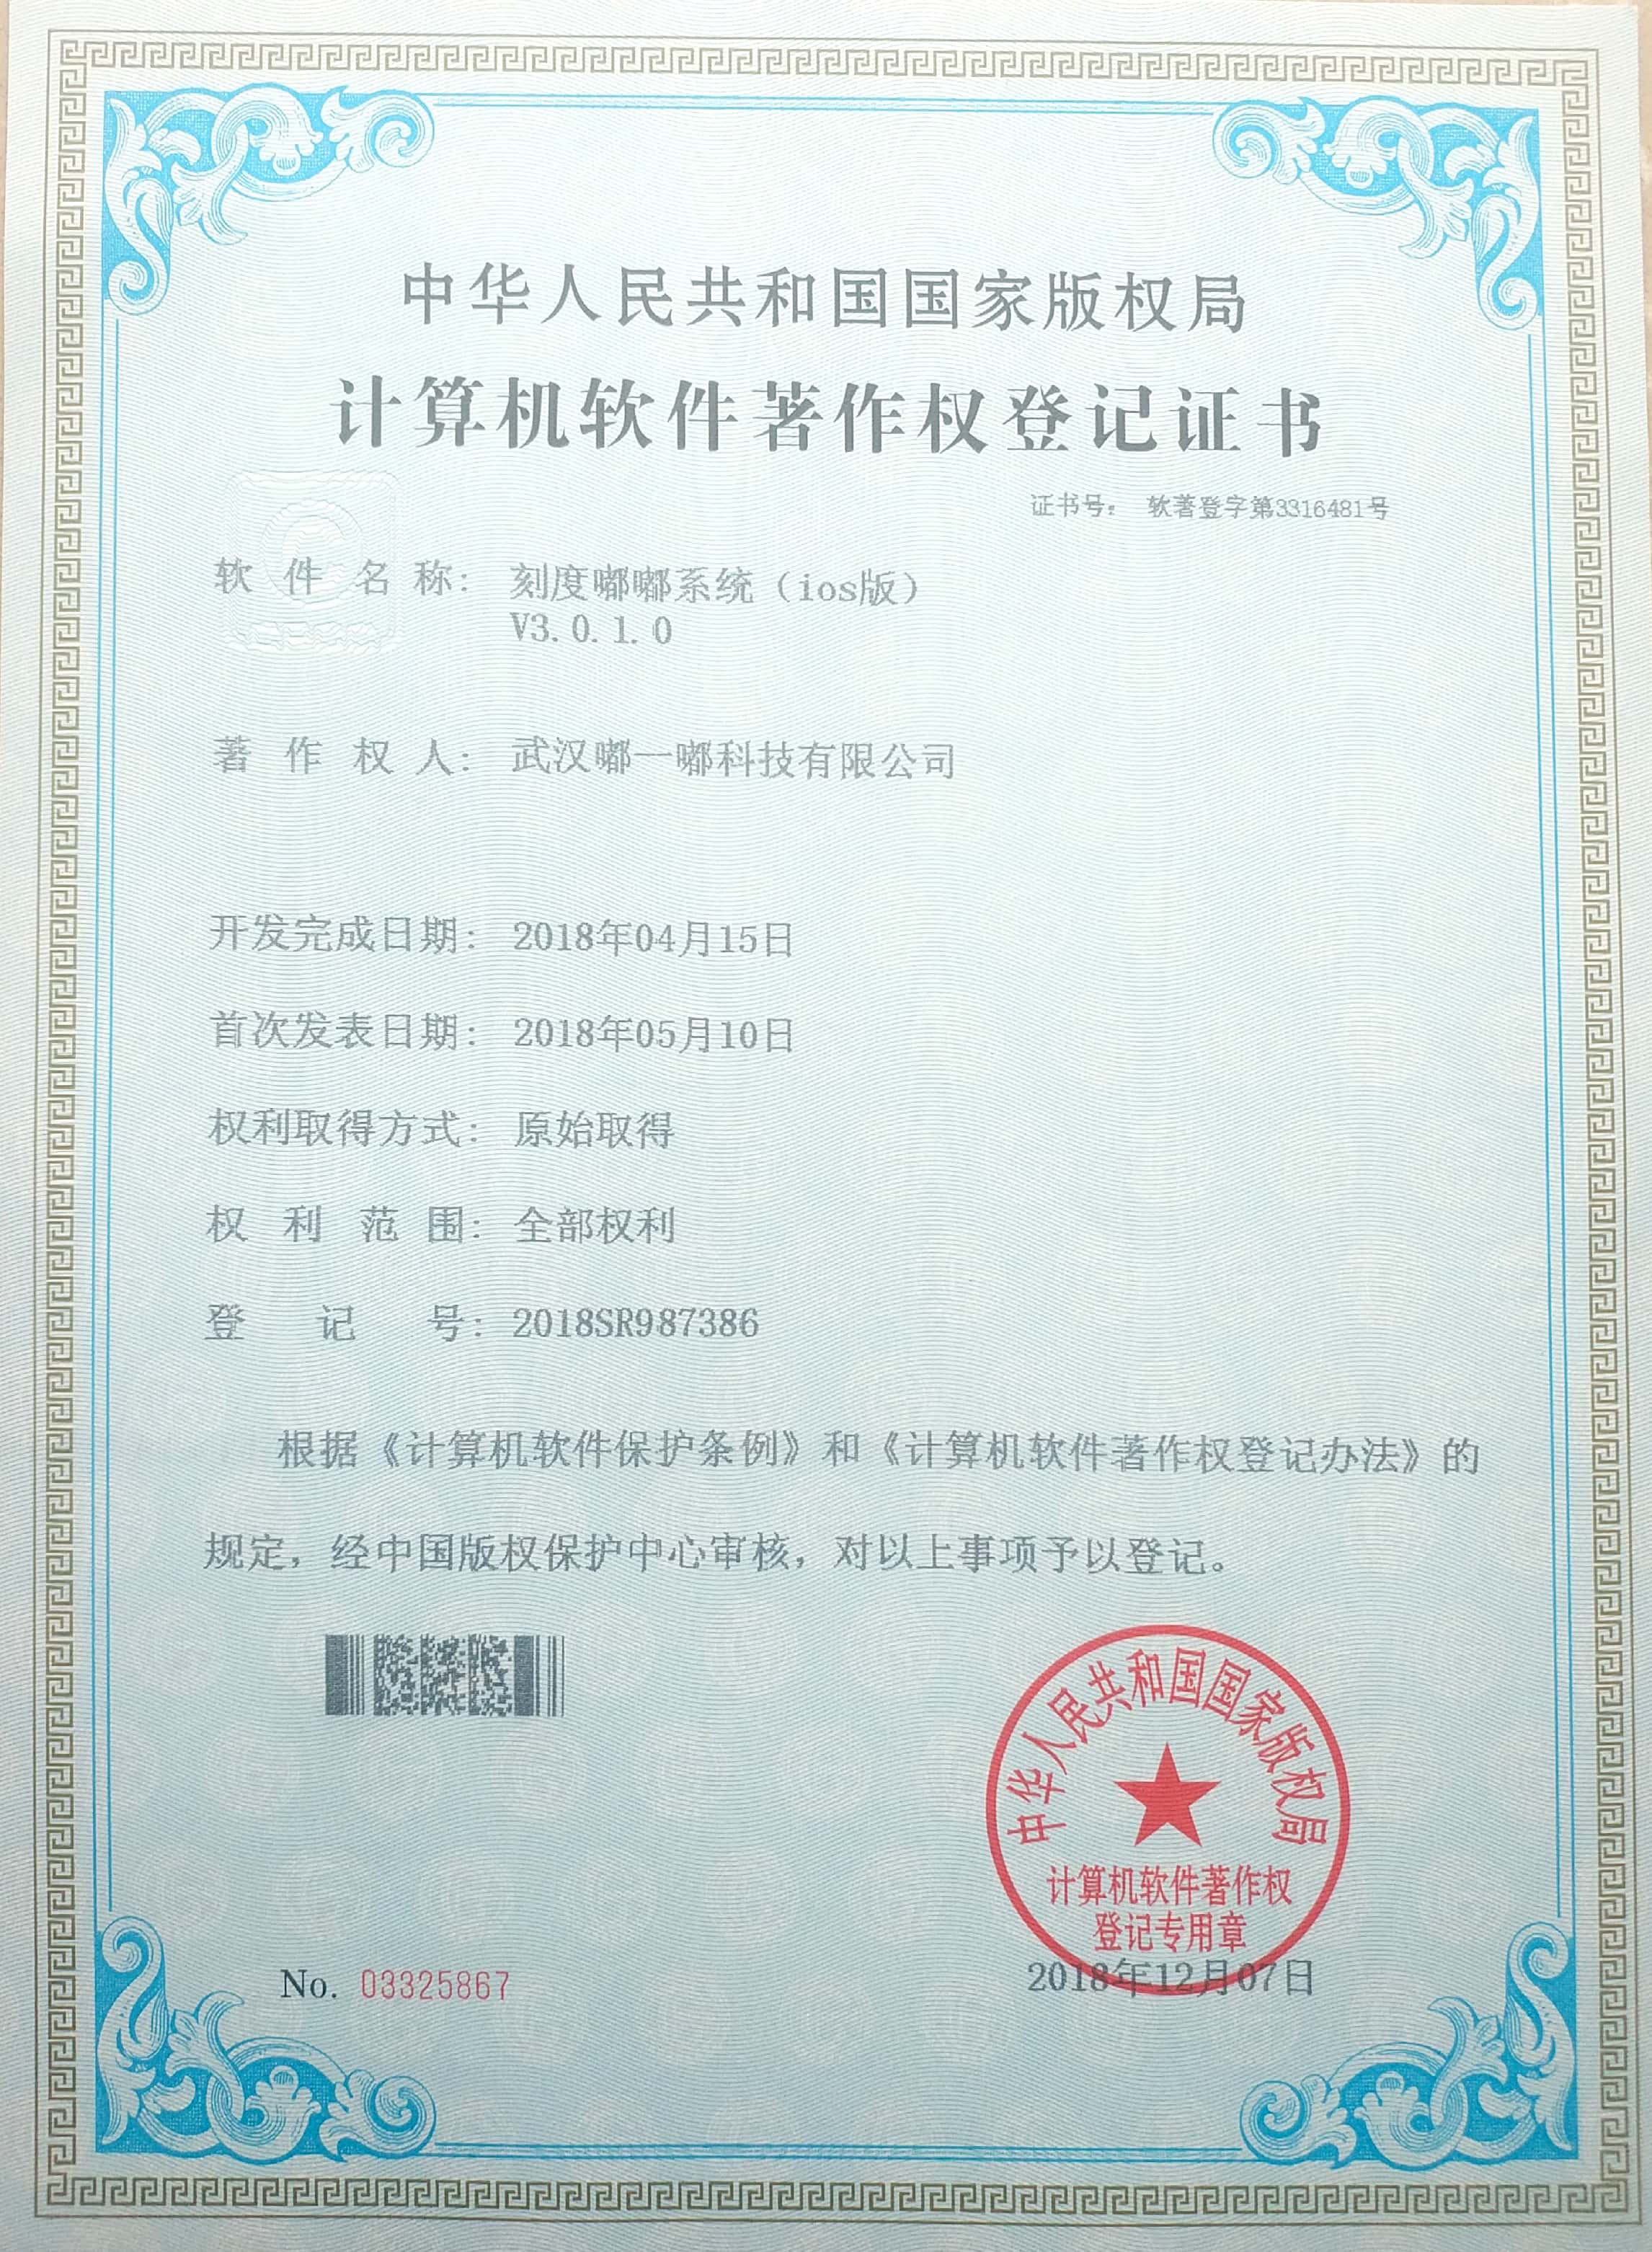 中华人民共和国国家版权局
计算机软件著作权登记证书
证书号： 软著登字第3316481号
软件名称： 刻度嘟嘟系统（ios版）
V3.0.1.0
著作权人： 武汉嘟一嘟科技有限公司
开发完成日期： 2018年04月15日
首次发表日期： 2018年05月10日
权利取得方式： 原始取得
权利范围： 全部权利
登记号： 2018SR987386
根据《计算机软件保护条例》和《计算机软件著作权登记办法》的
规定，经中国版权保护中心审核，对以上事项予以登记。
中华人民共和国国家版权局
计算机软件著作权
登记专用章
No. 03325867
2018年12月07日